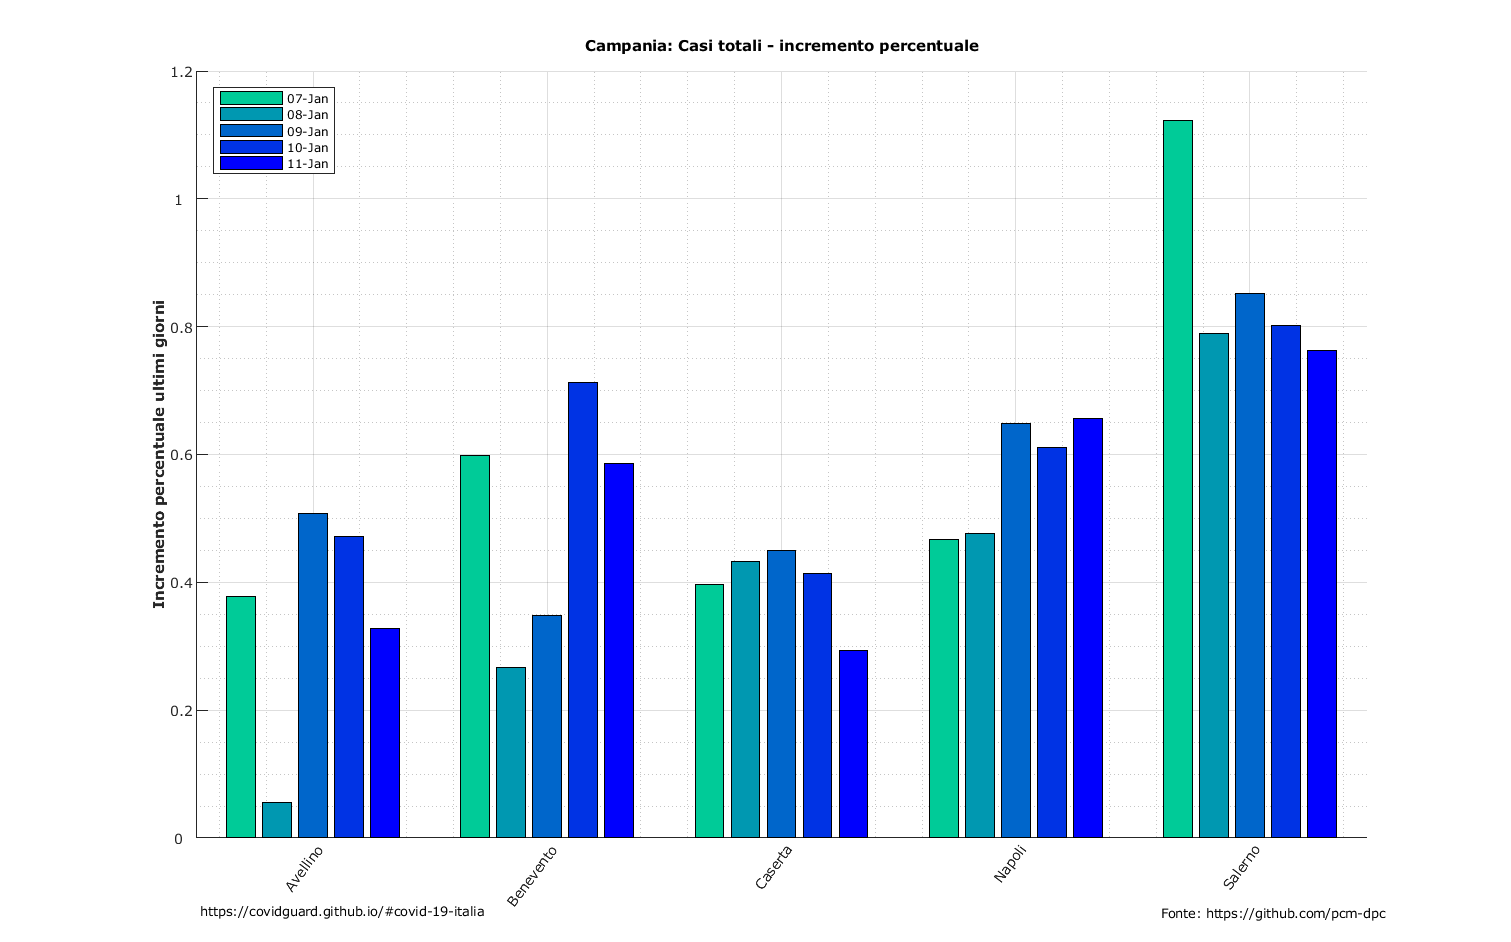 Campania: Casi totali - incremento percentuale
Incremento percentuale ultimi giorni
1.2
1
0.8
0.6
0.4
0.2
0
07-Jan
08-Jan
09-Jan
10-Jan
11-Jan
Avellino
Benevento
Caserta
Napoli
Salerno
https://covidguard.github.io/#covid-19-italia
Fonte: https://github.com/pcm-dpc